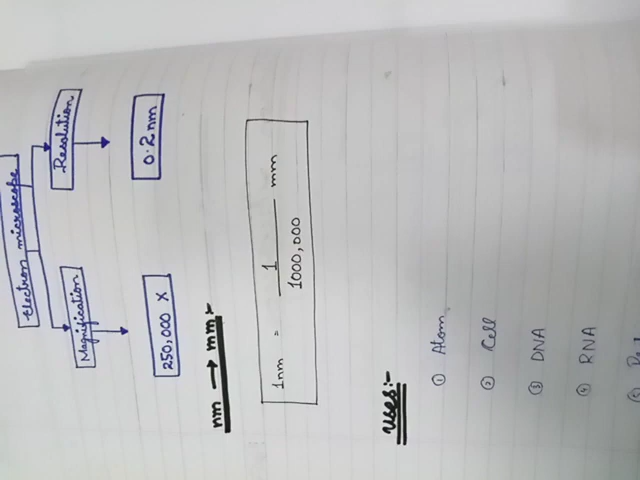 Electron microscope
Magnification Resolution
250,000 X 0.2 nm
nm → mm:-
1nm = 1/1000,000 mm
Uses:-
① Atom
② Cell
③ DNA
④ RNA
⑤